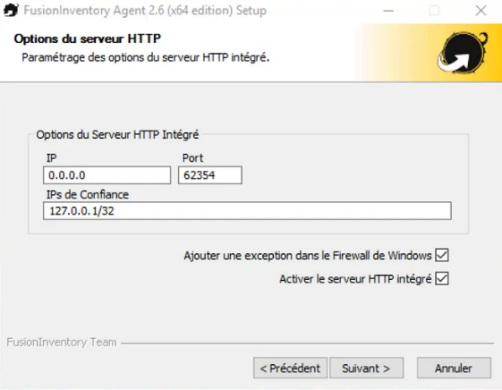 FusionInventory Agent 2.6 (x64 edition) Setup
Options du serveur HTTP
Paramétrage des options du serveur HTTP intégré.
Options du Serveur HTTP Intégré
IP Port
0.0.0.0 62354
IPs de Confiance
127.0.0.1/32
Ajouter une exception dans le Firewall de Windows
Activer le serveur HTTP intégré
FusionInventory Team
< Précédent Suivant > Annuler